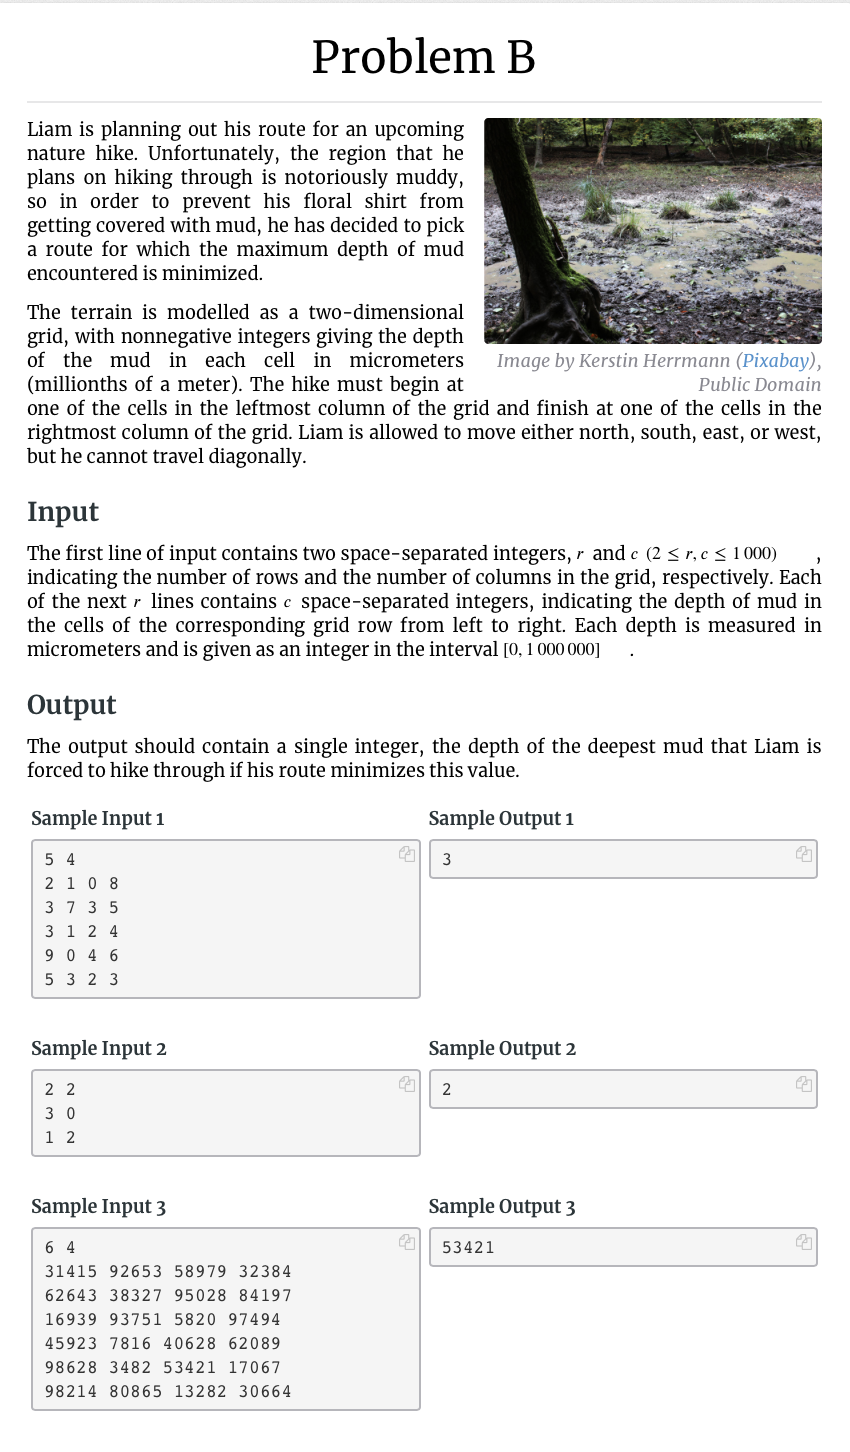 Problem B
Liam is planning out his route for an upcoming
nature hike. Unfortunately, the region that he
plans on hiking through is notoriously muddy,
so in order to prevent his floral shirt from
getting covered with mud, he has decided to pick
a route for which the maximum depth of mud
encountered is minimized.
Image by Kerstin Herrmann (Pixabay),
Public Domain
The terrain is modelled as a two-dimensional
grid, with nonnegative integers giving the depth
of the mud in each cell in micrometers
(millionths of a meter). The hike must begin at
one of the cells in the leftmost column of the grid and finish at one of the cells in the
rightmost column of the grid. Liam is allowed to move either north, south, east, or west,
but he cannot travel diagonally.
Input
The first line of input contains two space-separated integers, r and c (2 ≤ r, c ≤ 1 000) ,
indicating the number of rows and the number of columns in the grid, respectively. Each
of the next r lines contains c space-separated integers, indicating the depth of mud in
the cells of the corresponding grid row from left to right. Each depth is measured in
micrometers and is given as an integer in the interval [0, 1 000 000] .
Output
The output should contain a single integer, the depth of the deepest mud that Liam is
forced to hike through if his route minimizes this value.
Sample Input 1
5 4
2 1 0 8
3 7 3 5
3 1 2 4
9 0 4 6
5 3 2 3
Sample Output 1
3
Sample Input 2
2 2
3 0
1 2
Sample Output 2
2
Sample Input 3
6 4
31415 92653 58979 32384
62643 38327 95028 84197
16939 93751 5820 97494
45923 7816 40628 62089
98628 3482 53421 17067
98214 80865 13282 30664
Sample Output 3
53421